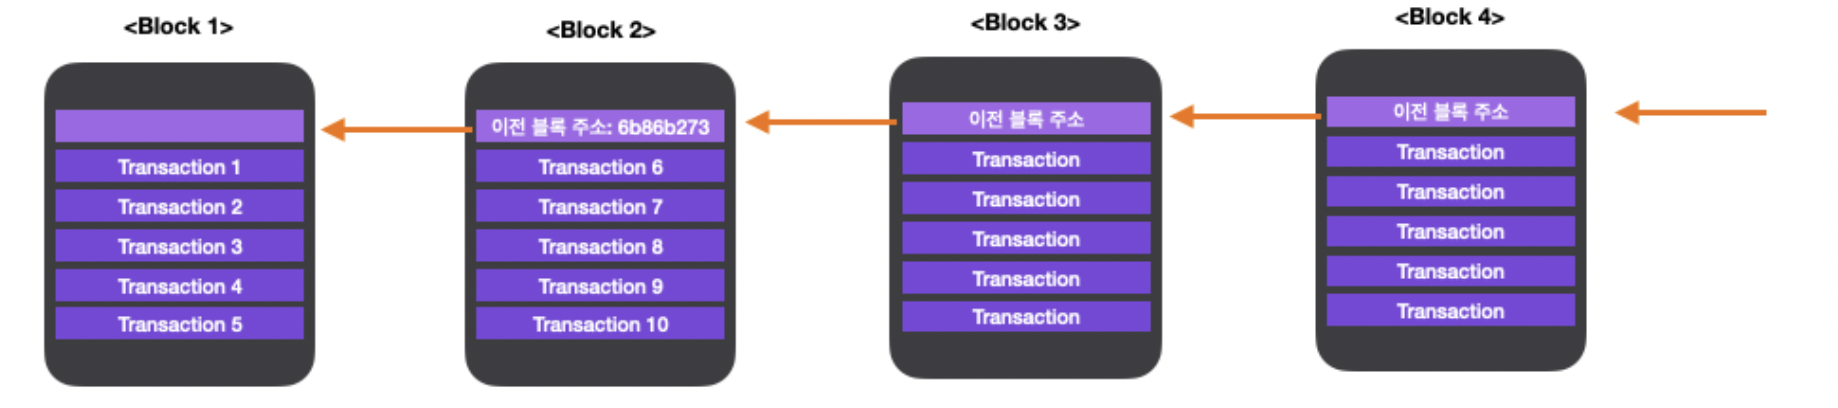 <Block 1>
Transaction 1
Transaction 2
Transaction 3
Transaction 4
Transaction 5
<Block 2>
이전 블록 주소: 6b86b273
Transaction 6
Transaction 7
Transaction 8
Transaction 9
Transaction 10
<Block 3>
이전 블록 주소
Transaction
Transaction
Transaction
Transaction
Transaction
<Block 4>
이전 블록 주소
Transaction
Transaction
Transaction
Transaction
Transaction